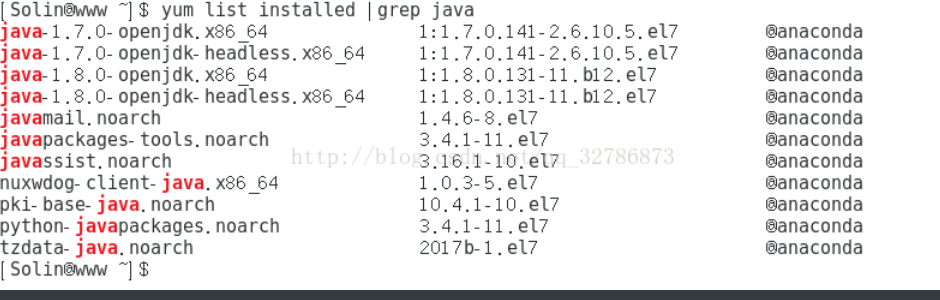 [Solin@www ~]$ yum list installed |grep java
java-1.7.0-openjdk.x86_64 1:1.7.0.141-2.6.10.5.el7 @anaconda
java-1.7.0-openjdk-headless.x86_64 1:1.7.0.141-2.6.10.5.el7 @anaconda
java-1.8.0-openjdk.x86_64 1:1.8.0.131-11.b12.el7 @anaconda
java-1.8.0-openjdk-headless.x86_64 1:1.8.0.131-11.b12.el7 @anaconda
javamail.noarch 1.4.6-8.el7 @anaconda
javapackages-tools.noarch 3.4.1-11.el7 @anaconda
javassist.noarch 3.16.1-10.el7 @anaconda
http://blog.csdn.net/qq_32786873
nuxwdog-client-java.x86_64 1.0.3-5.el7 @anaconda
pki-base-java.noarch 10.4.1-10.el7 @anaconda
python-javapackages.noarch 3.4.1-11.el7 @anaconda
tzdata-java.noarch 2017b-1.el7 @anaconda
[Solin@www ~]$